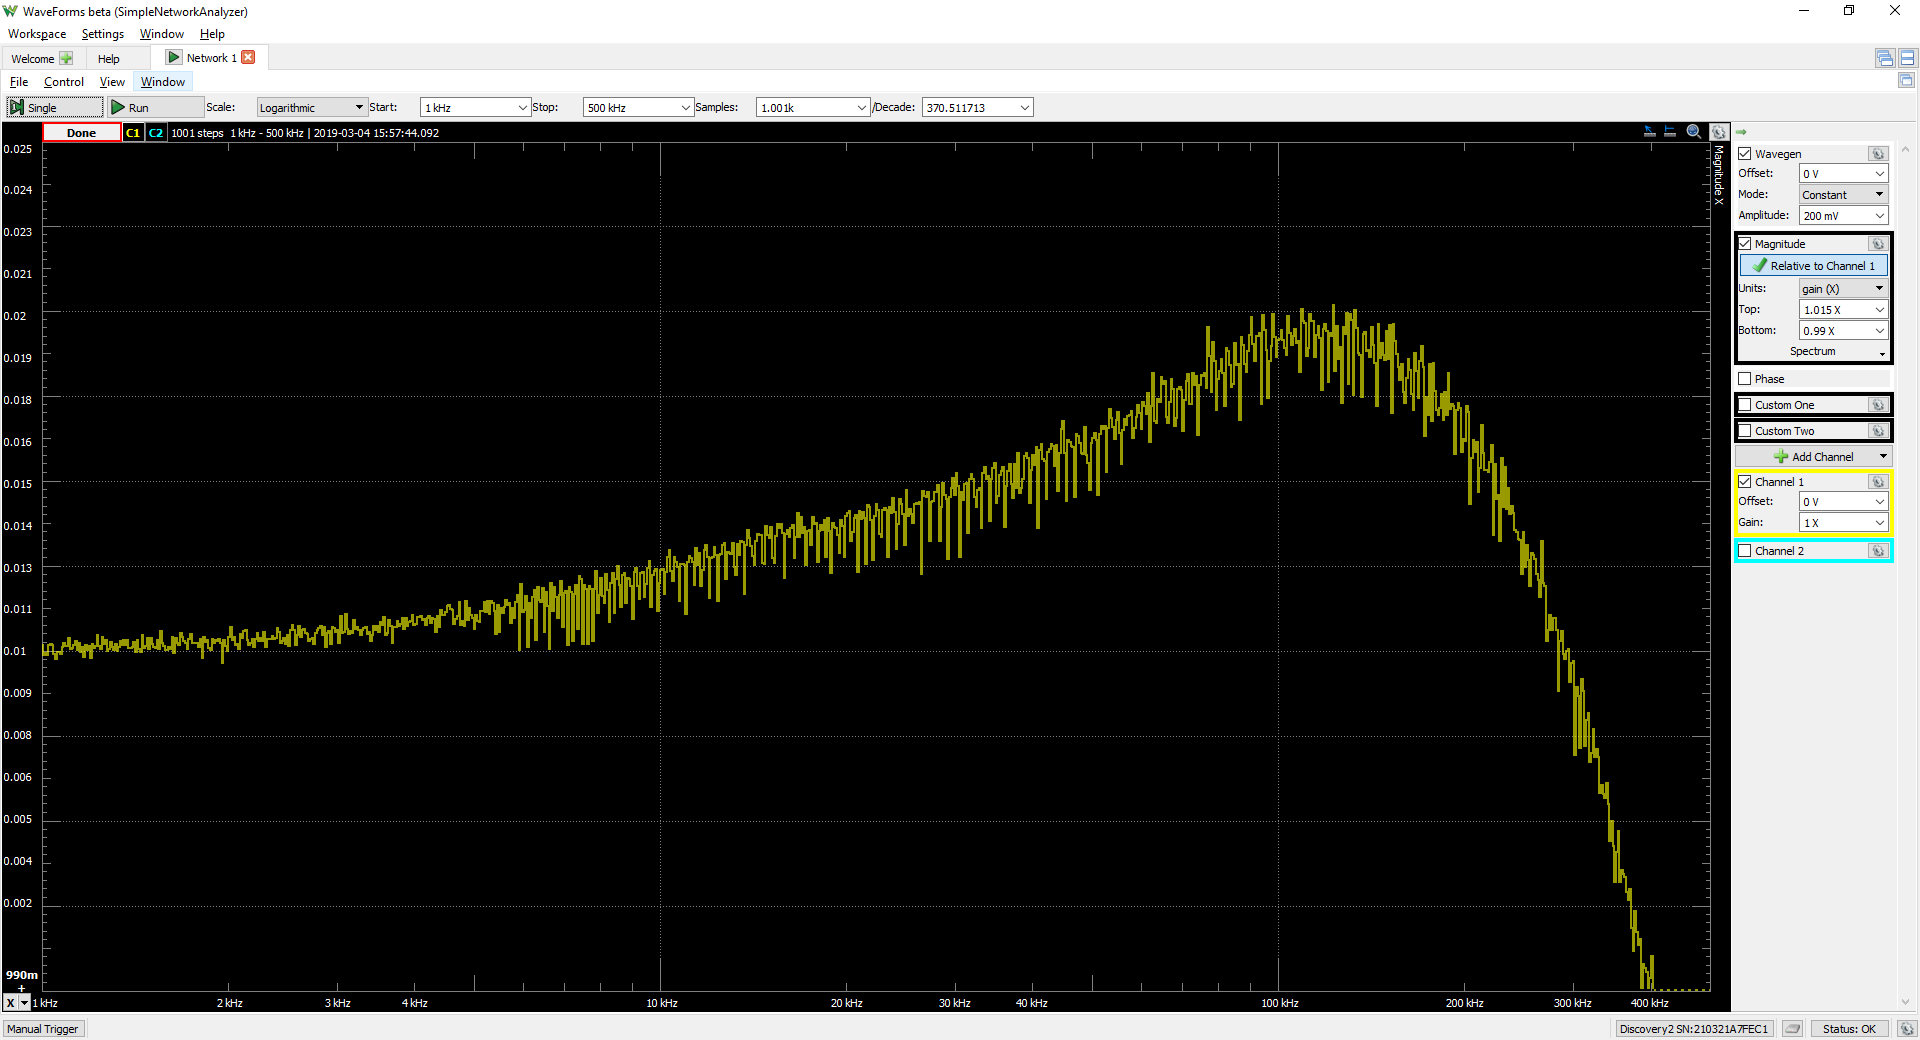 WaveForms beta (SimpleNetworkAnalyzer)
Workspace Settings Window Help
Welcome Help Network 1
File Control View Window
Single Run Scale: Logarithmic Start: 1 kHz Stop: 500 kHz Samples: 1.001k /Decade: 370.511713
Done C1 C2 1001 steps 1 kHz - 500 kHz | 2019-03-04 15:57:44.092
Magnitude X
0.025
0.024
0.023
0.021
0.02
0.019
0.018
0.016
0.015
0.014
0.013
0.011
0.01
0.009
0.008
0.006
0.005
0.004
0.002
990m
+
X 1 kHz 2 kHz 3 kHz 4 kHz 10 kHz 20 kHz 30 kHz 40 kHz 100 kHz 200 kHz 300 kHz 400 kHz
Wavegen
Offset: 0 V
Mode: Constant
Amplitude: 200 mV
Magnitude
Relative to Channel 1
Units: gain (X)
Top: 1.015 X
Bottom: 0.99 X
Spectrum
Phase
Custom One
Custom Two
Add Channel
Channel 1
Offset: 0 V
Gain: 1 X
Channel 2
Manual Trigger Discovery2 SN:210321A7FEC1 Status: OK